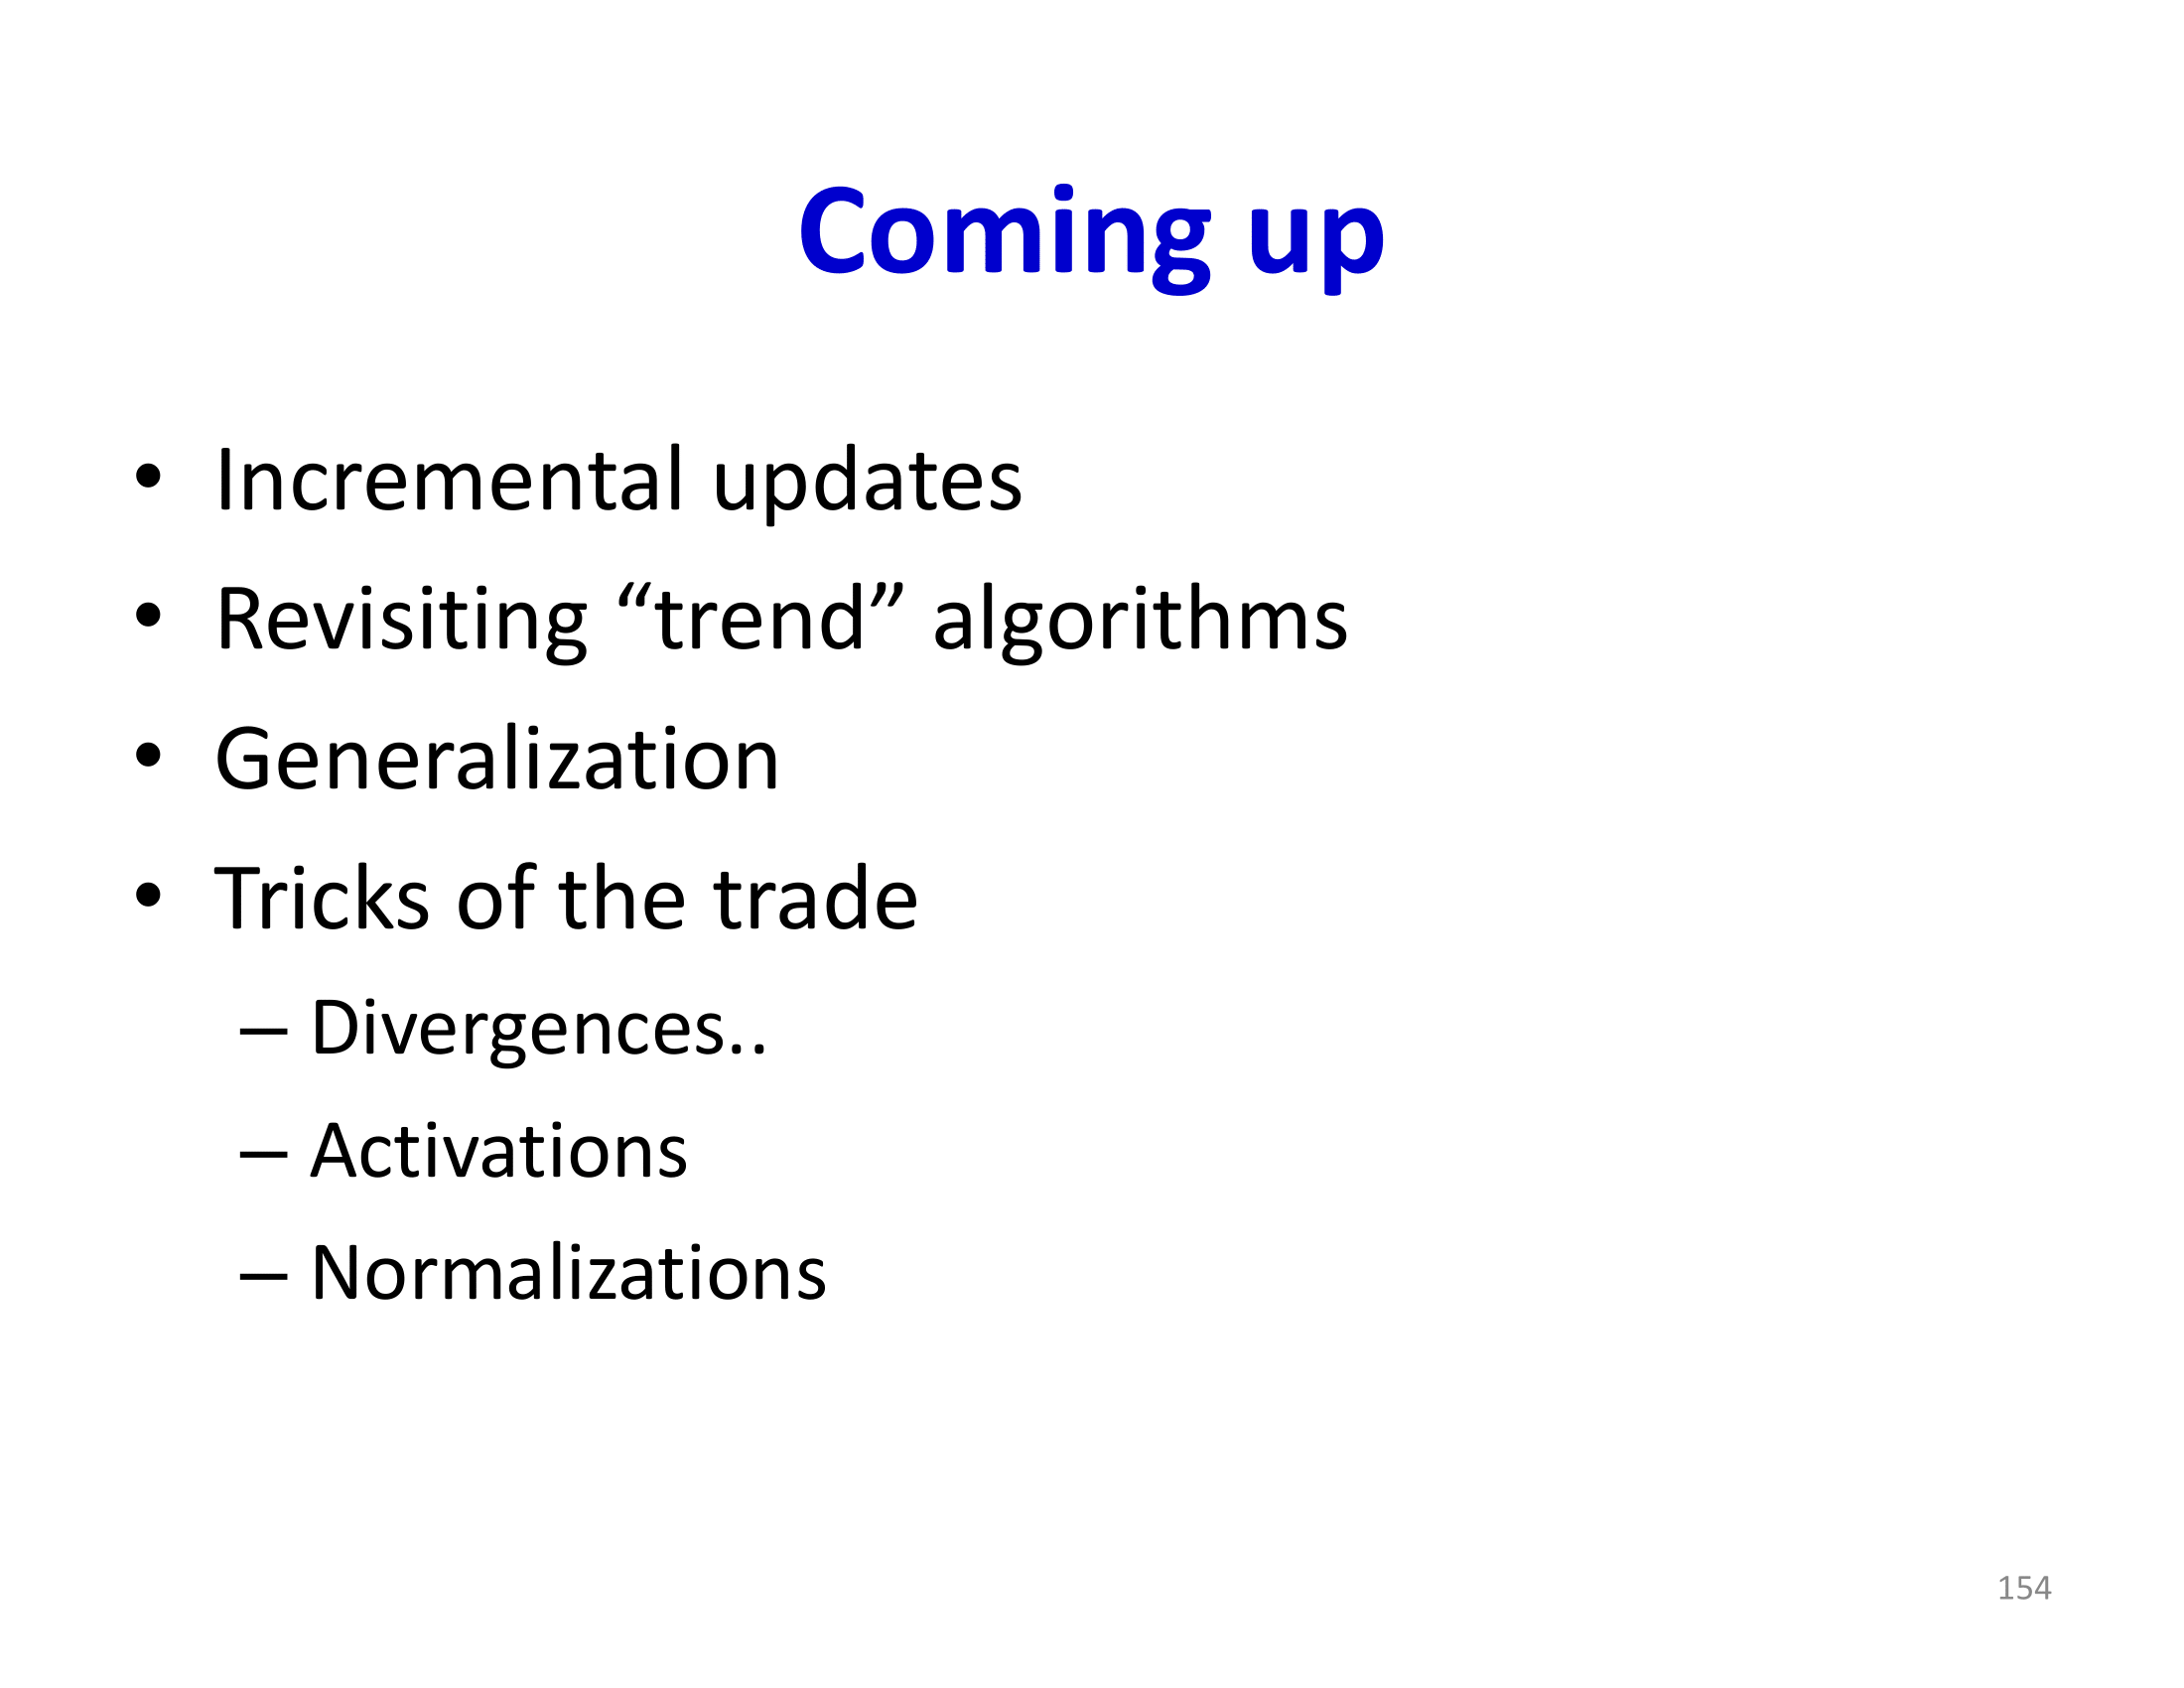 Coming up
• Incremental updates
• Revisiting “trend” algorithms
• Generalization
• Tricks of the trade
– Divergences..
– Activations
– Normalizations
154